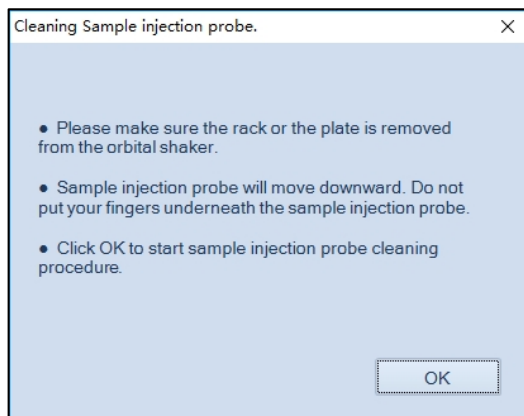 Cleaning Sample injection probe.
● Please make sure the rack or the plate is removed
from the orbital shaker.
● Sample injection probe will move downward. Do not
put your fingers underneath the sample injection probe.
● Click OK to start sample injection probe cleaning
procedure.
OK